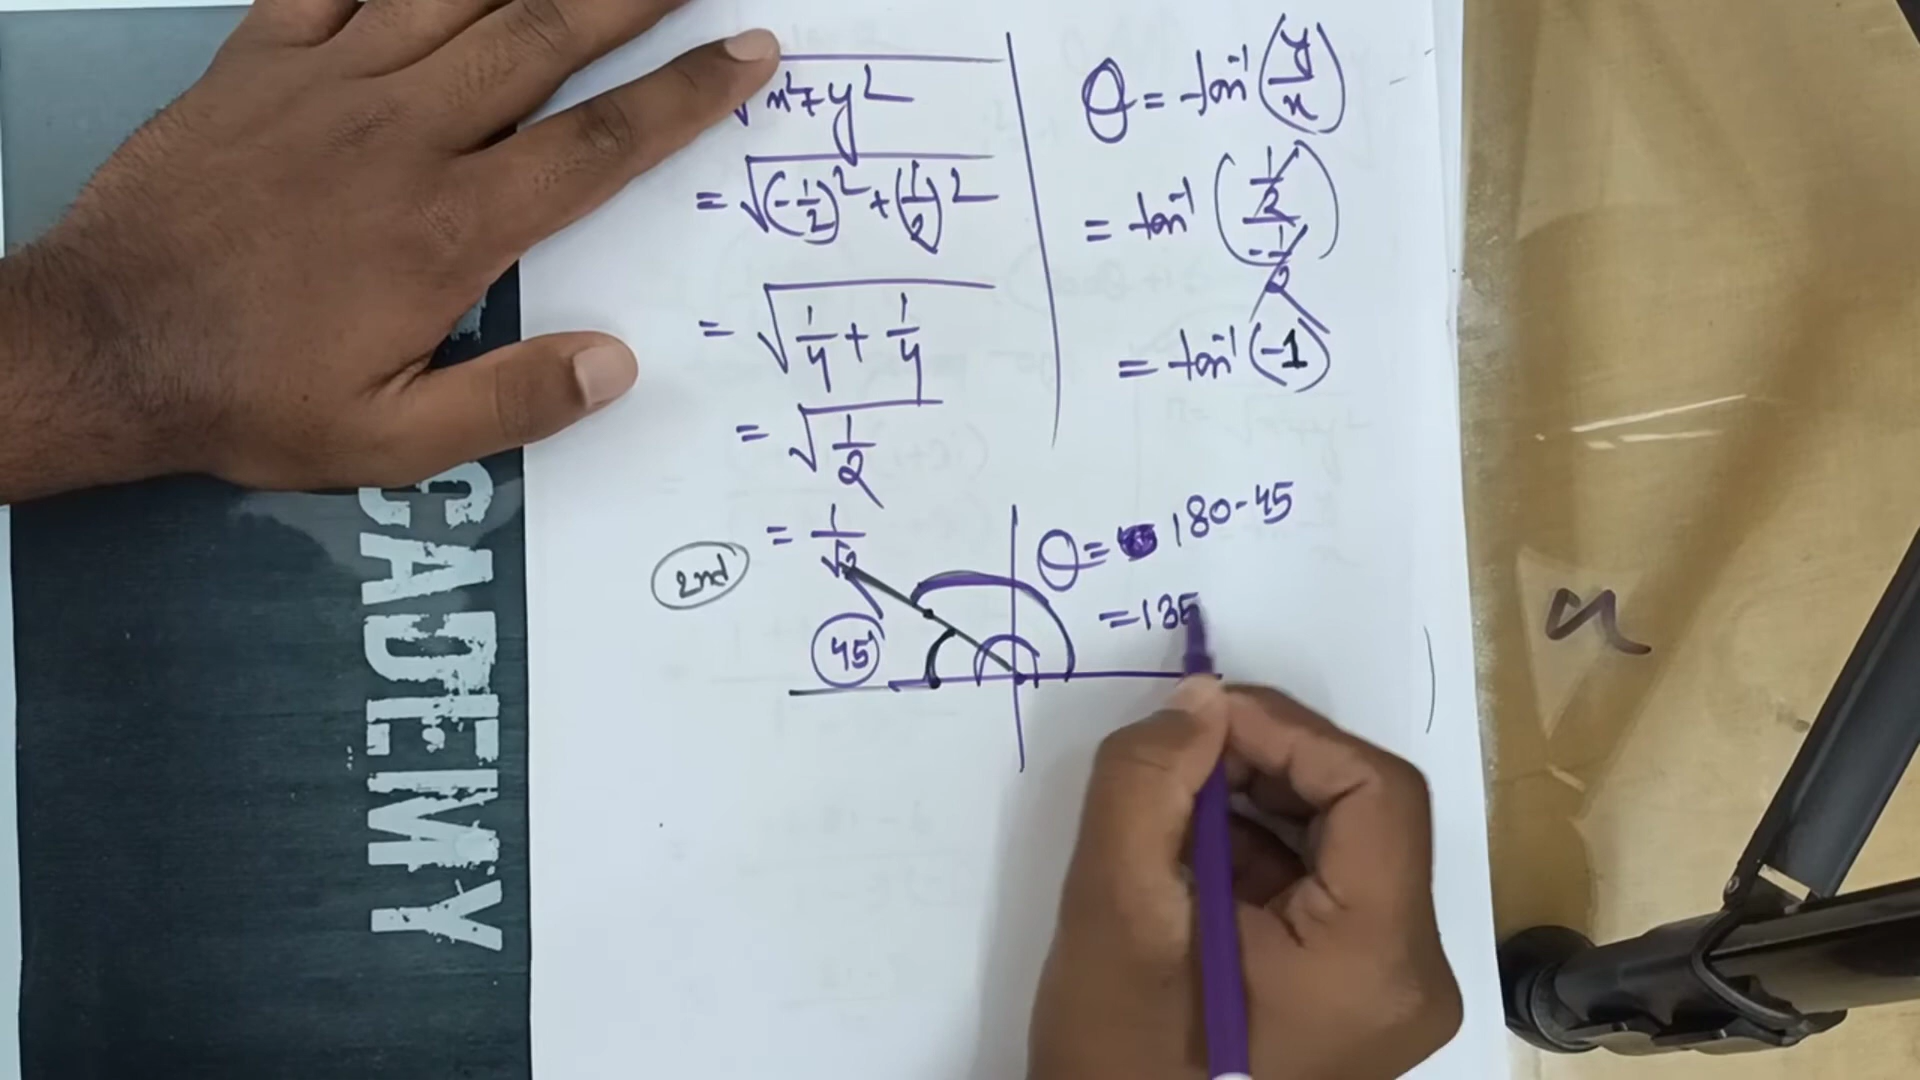 √x²+y²
= √(-1/2)²+(1/2)²
= √1/4 + 1/4
= √1/2
= 1/√2
θ = tan⁻¹(y/x)
= tan⁻¹(1/2/-1/2)
= tan⁻¹(-1)
2nd
45
θ = 180-45
= 135
x
CADEMY